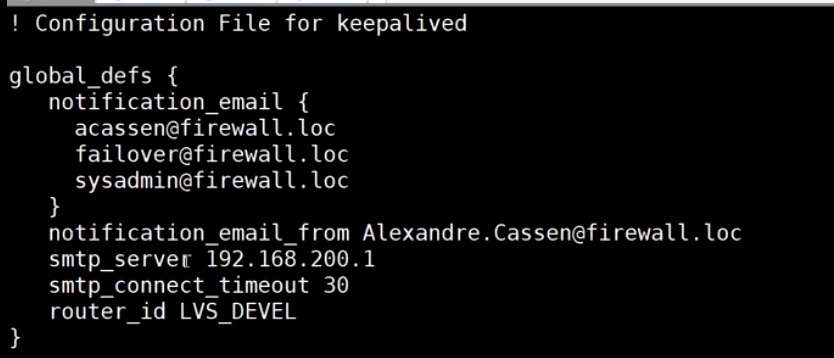 ! Configuration File for keepalived
global_defs {
notification_email {
acassen@firewall.loc
failover@firewall.loc
sysadmin@firewall.loc
}
notification_email_from Alexandre.Cassen@firewall.loc
smtp_server 192.168.200.1
smtp_connect_timeout 30
router_id LVS_DEVEL
}